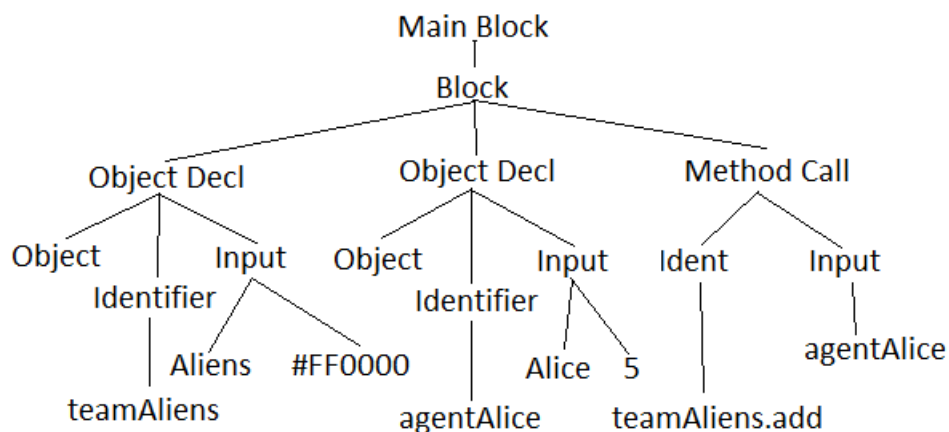 Main Block
Block
Object Decl Object Decl Method Call
Object Input Object Input Ident Input
Identifier Identifier
Aliens #FF0000 Alice 5 agentAlice
teamAliens agentAlice teamAliens.add